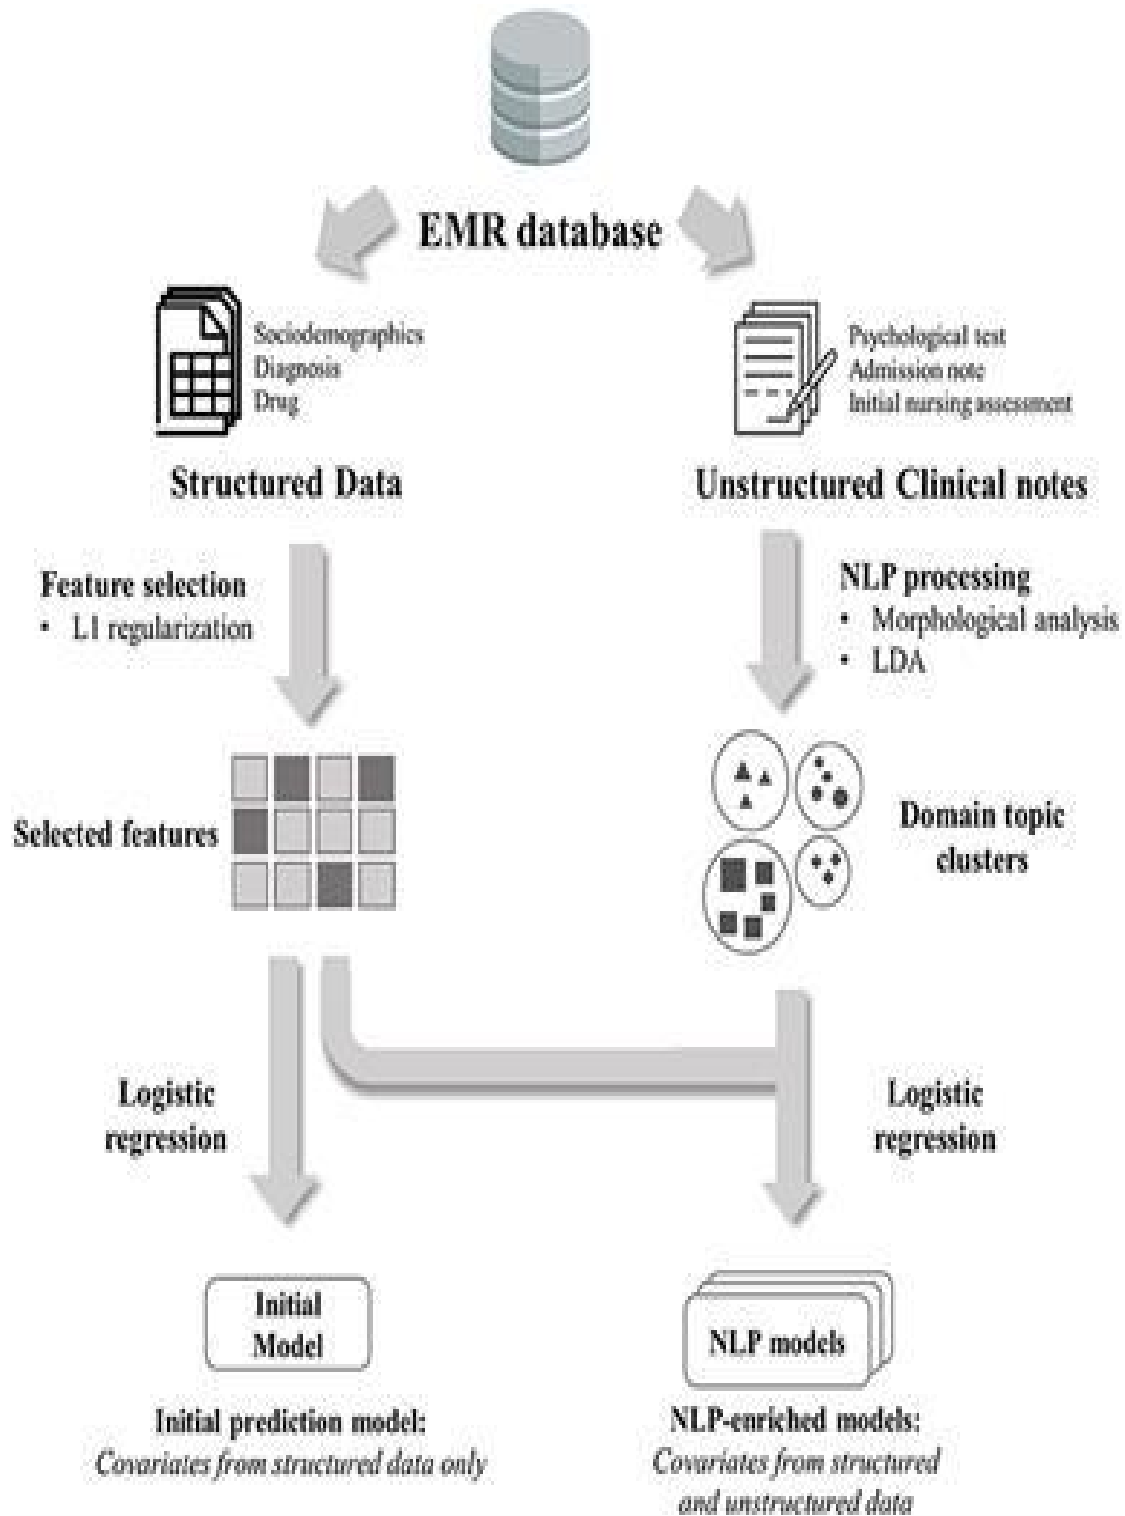 EMR database
Sociodemographics
Diagnosis
Drug
Structured Data
Psychological test
Admission note
Initial nursing assessment
Unstructured Clinical notes
Feature selection
• L1 regularization
NLP processing
• Morphological analysis
• LDA
Selected features
Domain topic
clusters
Logistic
regression
Logistic
regression
Initial
Model
Initial prediction model:
Covariates from structured data only
NLP models
NLP-enriched models:
Covariates from structured
and unstructured data